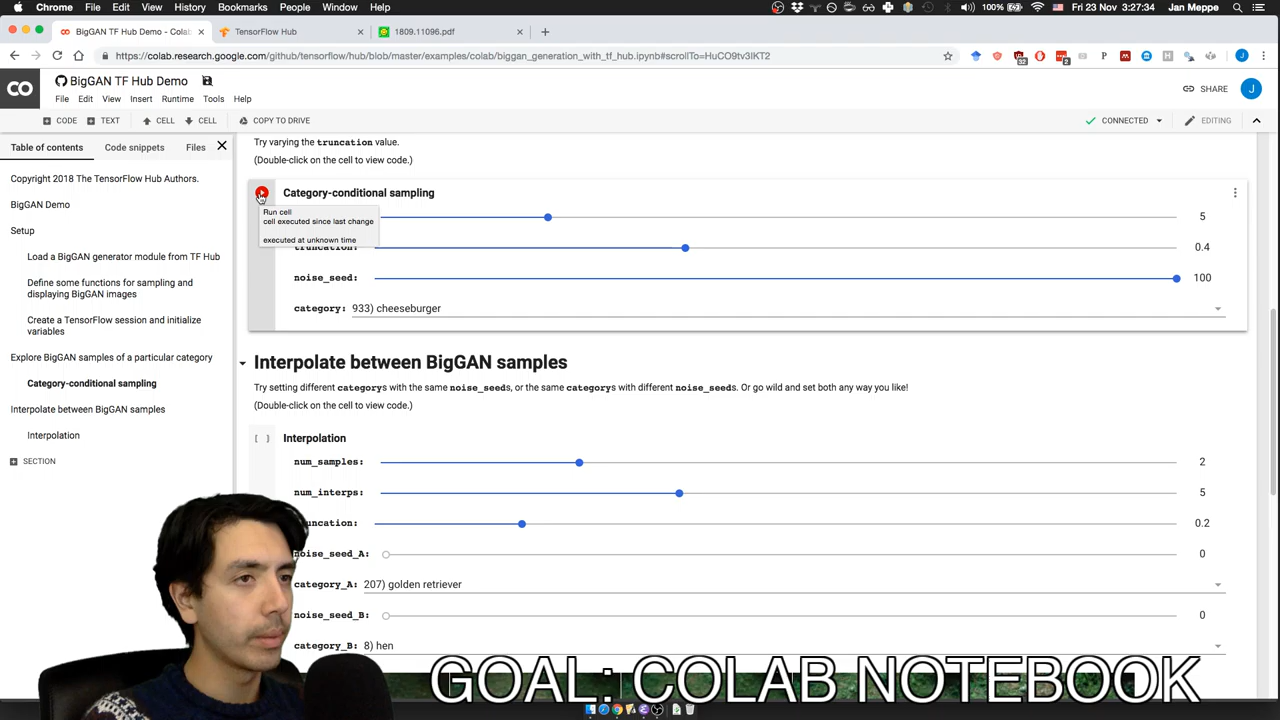 Chrome File Edit View History Bookmarks People Window Help 100% Fri 23 Nov 3:27:34 Jan Meppe
BigGAN TF Hub Demo - Colab TensorFlow Hub 1809.11096.pdf
https://colab.research.google.com/github/tensorflow/hub/blob/master/examples/colab/biggan_generation_with_tf_hub.ipynb#scrollTo=HuCO9tv3IKT2
CO BigGAN TF Hub Demo SHARE J
File Edit View Insert Runtime Tools Help
CODE TEXT CELL CELL COPY TO DRIVE CONNECTED EDITING
Table of contents Code snippets Files
Copyright 2018 The TensorFlow Hub Authors.
BigGAN Demo
Setup
Load a BigGAN generator module from TF Hub
Define some functions for sampling and
displaying BigGAN images
Create a TensorFlow session and initialize
variables
Explore BigGAN samples of a particular category
Category-conditional sampling
Interpolate between BigGAN samples
Interpolation
SECTION
Try varying the truncation value.
(Double-click on the cell to view code.)
Category-conditional sampling
Run cell
cell executed since last change
executed at unknown time
5
truncation: 0.4
noise_seed: 100
category: 933) cheeseburger
Interpolate between BigGAN samples
Try setting different categorys with the same noise_seeds, or the same categorys with different noise_seeds. Or go wild and set both any way you like!
(Double-click on the cell to view code.)
[ ] Interpolation
num_samples: 2
num_interps: 5
truncation: 0.2
noise_seed_A: 0
category_A: 207) golden retriever
noise_seed_B: 0
category_B: 8) hen
GOAL: COLAB NOTEBOOK